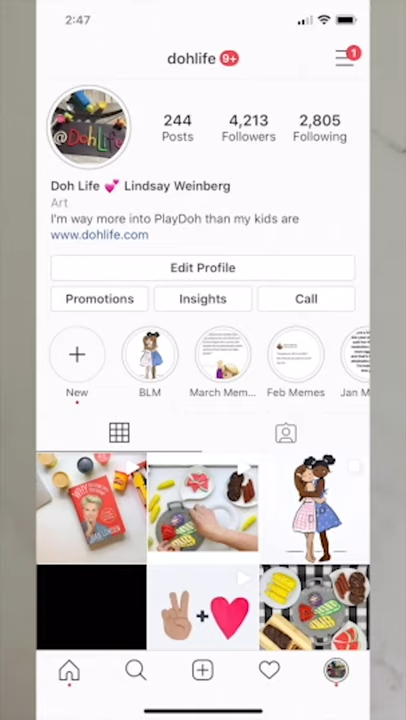 2:47
dohlife 9+
1
@DohLife
244 4,213 2,805
Posts Followers Following
Doh Life 💕 Lindsay Weinberg
Art
I'm way more into PlayDoh than my kids are
www.dohlife.com
Edit Profile
Promotions Insights Call
New BLM March Mem... Feb Memes Jan M
WHY
+